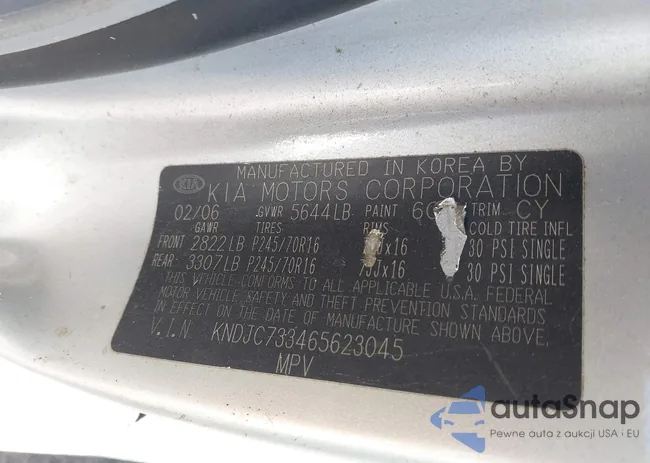 MANUFACTURED IN KOREA BY
KIA KIA MOTORS CORPORATION
02/06 GVWR 5644LB PAINT TRIM CY
GAWR TIRES RIMS COLD TIRE INFL
FRONT 2822LB P245/70R16 Jx16 30 PSI SINGLE
REAR 3307LB P245/70R16 Jx16 30 PSI SINGLE
THIS VEHICLE CONFORMS TO ALL APPLICABLE U.S.A. FEDERAL
MOTOR VEHICLE SAFETY AND THEFT PREVENTION STANDARDS
IN EFFECT ON THE DATE OF MANUFACTURE SHOWN ABOVE.
V.I.N. KNDJC733465623045
MPV
autoSnap
Pewne auta z aukcji USA i EU